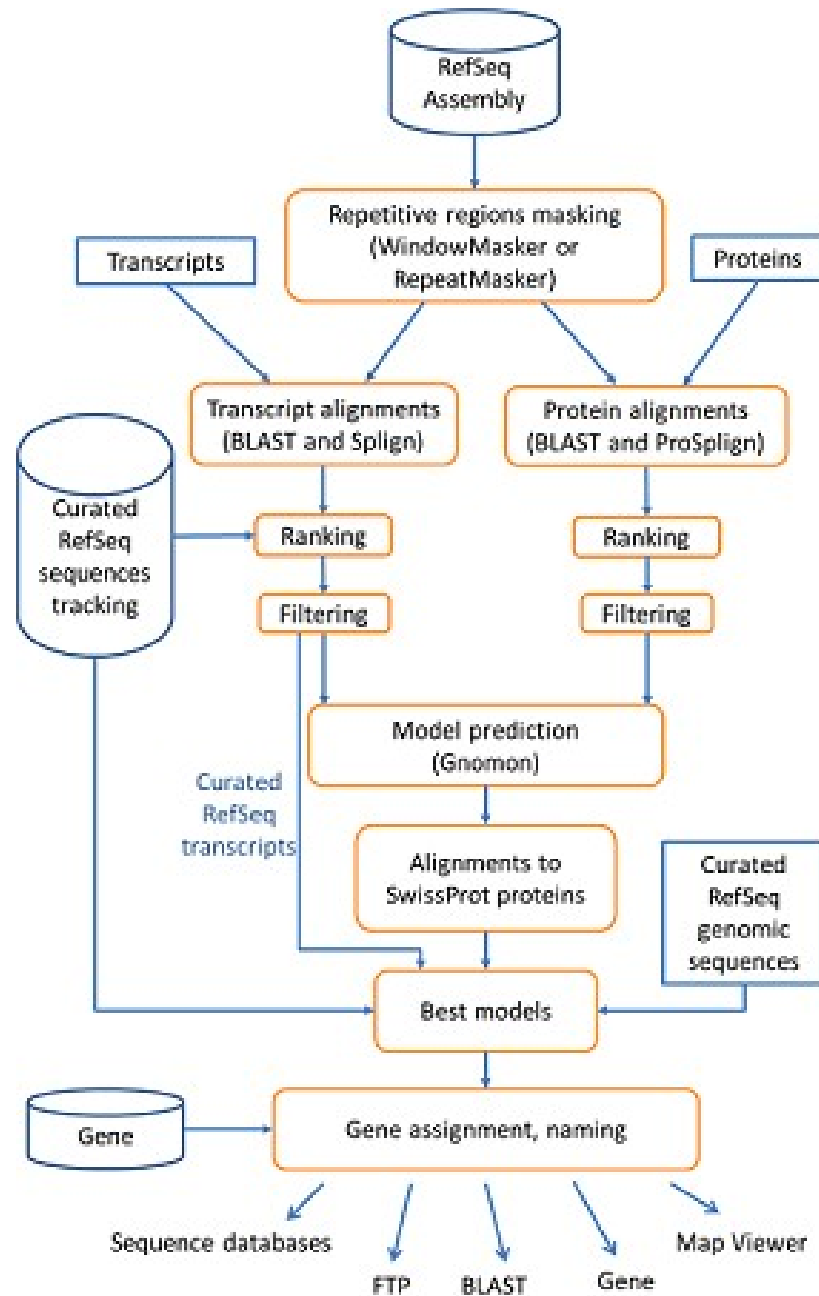 RefSeq
Assembly
Repetitive regions masking
(WindowMasker or
RepeatMasker)
Transcripts
Proteins
Transcript alignments
(BLAST and Splign)
Protein alignments
(BLAST and ProSplign)
Curated
RefSeq
sequences
tracking
Ranking
Ranking
Filtering
Filtering
Model prediction
(Gnomon)
Curated
RefSeq
transcripts
Alignments to
SwissProt proteins
Curated
RefSeq
genomic
sequences
Best models
Gene
Gene assignment, naming
Sequence databases
FTP
BLAST
Gene
Map Viewer